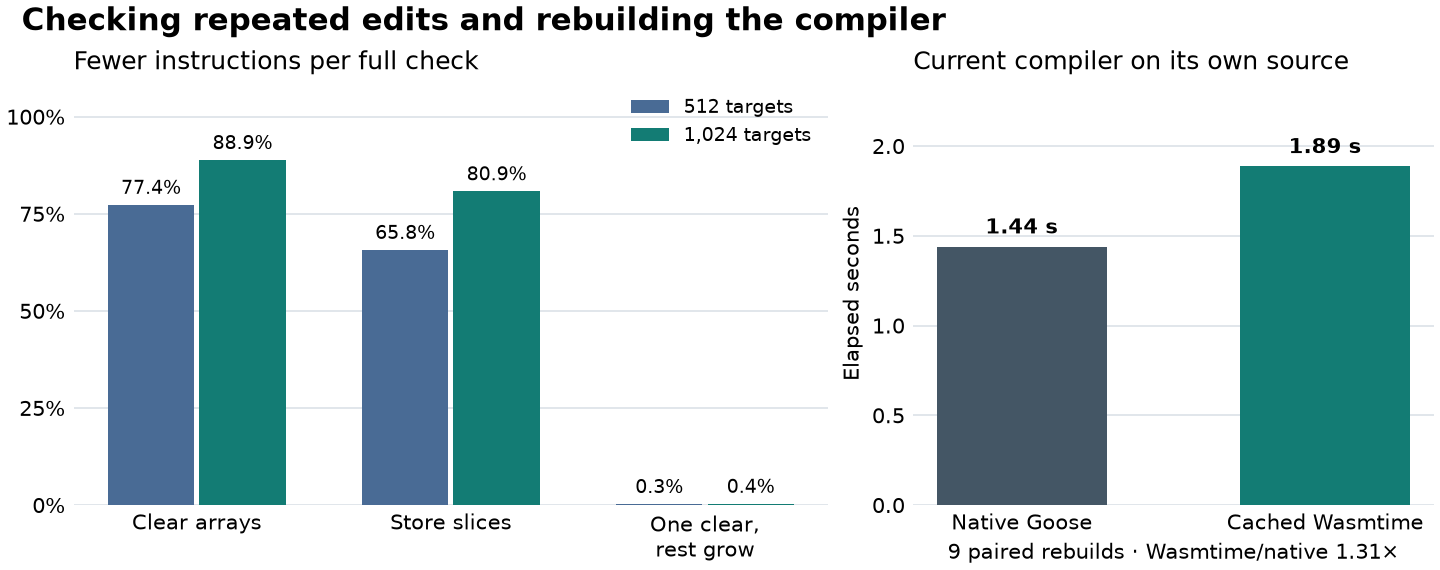 Checking repeated edits and rebuilding the compiler
Fewer instructions per full check
512 targets
1,024 targets
100%
75%
50%
25%
0%
77.4%
88.9%
65.8%
80.9%
0.3%
0.4%
Clear arrays
Store slices
One clear,
rest grow
Current compiler on its own source
Elapsed seconds
2.0
1.5
1.0
0.5
0.0
1.44 s
1.89 s
Native Goose
Cached Wasmtime
9 paired rebuilds · Wasmtime/native 1.31×